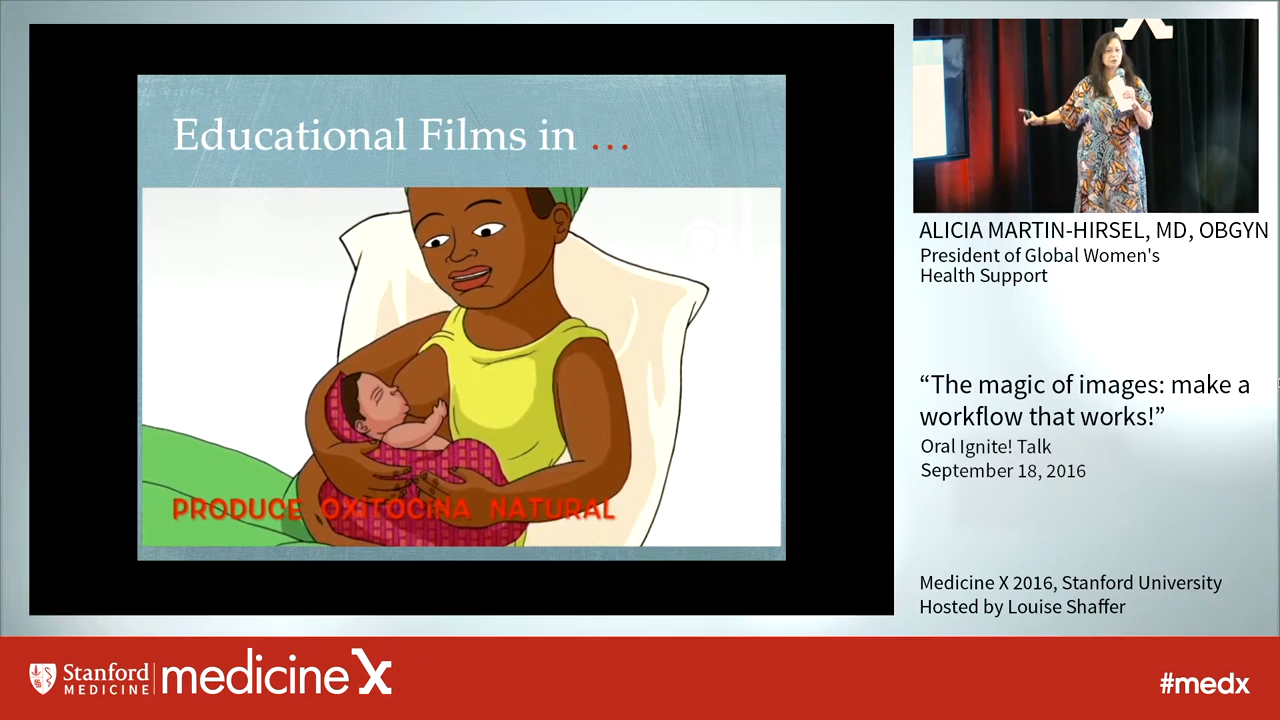 Educational Films in ...
PRODUCE OXITOCINA NATURAL
ALICIA MARTIN-HIRSEL, MD, OBGYN
President of Global Women's
Health Support
“The magic of images: make a
workflow that works!”
Oral Ignite! Talk
September 18, 2016
Medicine X 2016, Stanford University
Hosted by Louise Shaffer
Stanford
MEDICINE
medicine X
#medx